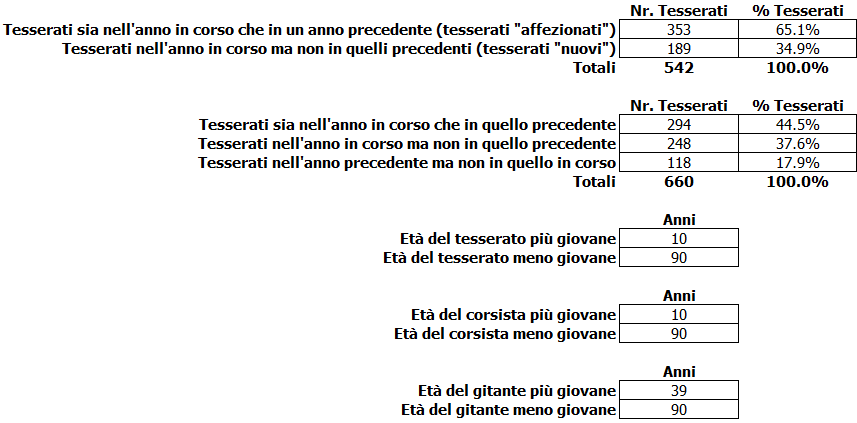 Nr. Tesserati % Tesserati
Tesserati sia nell'anno in corso che in un anno precedente (tesserati "affezionati") 353 65.1%
Tesserati nell'anno in corso ma non in quelli precedenti (tesserati "nuovi") 189 34.9%
Totali 542 100.0%
Nr. Tesserati % Tesserati
Tesserati sia nell'anno in corso che in quello precedente 294 44.5%
Tesserati nell'anno in corso ma non in quello precedente 248 37.6%
Tesserati nell'anno precedente ma non in quello in corso 118 17.9%
Totali 660 100.0%
Anni
Età del tesserato più giovane 10
Età del tesserato meno giovane 90
Anni
Età del corsista più giovane 10
Età del corsista meno giovane 90
Anni
Età del gitante più giovane 39
Età del gitante meno giovane 90